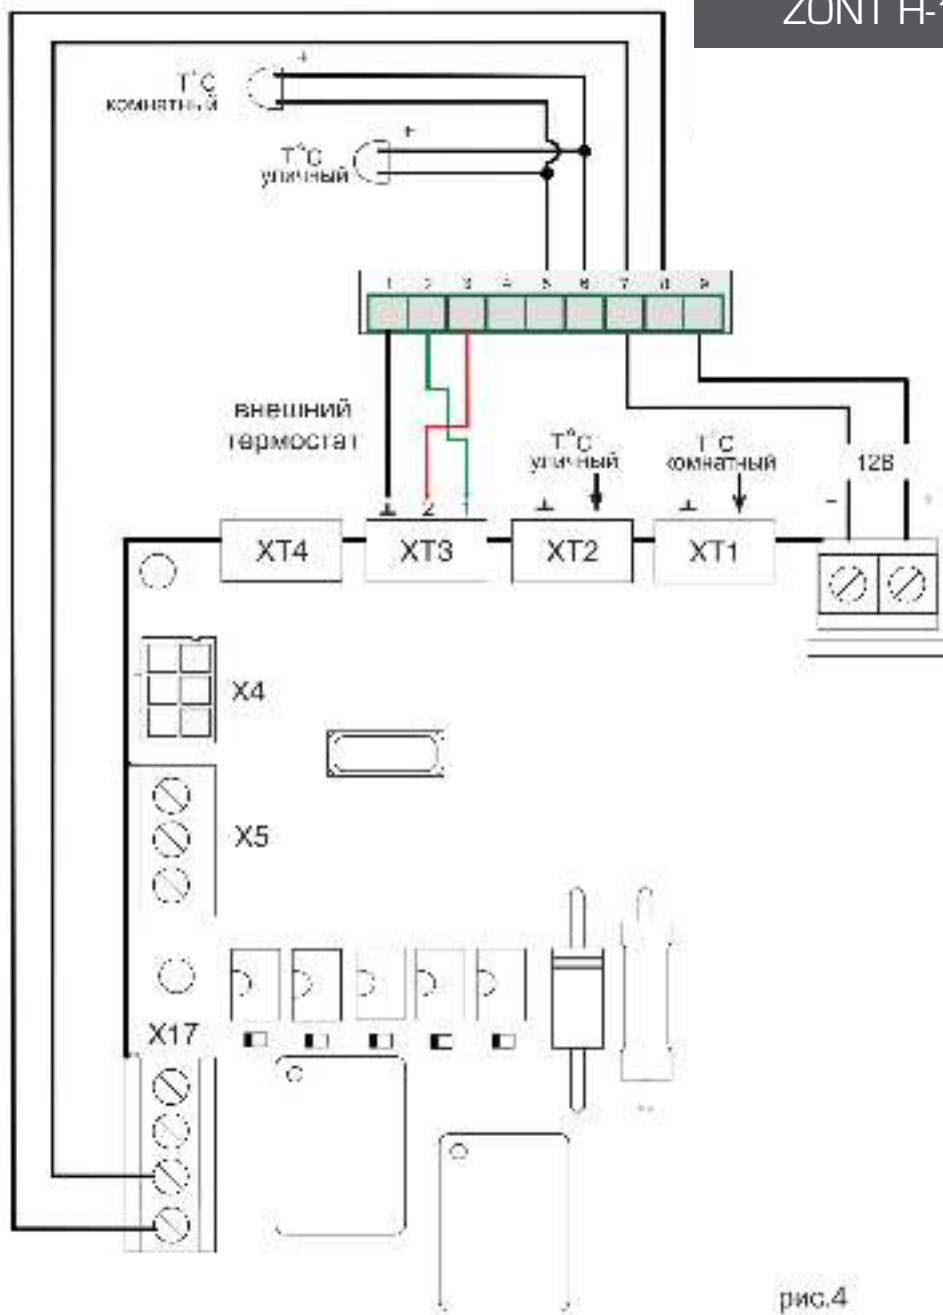 ZONT H-1
+
T°C
комнатный
+
T°C
уличный
1 2 3 4 5 6 7 8 9
внешний
термостат
T°C
уличный
T°C
комнатный
12В
- +
2 1
XT4 XT3 XT2 XT1
X4
X5
X17
рис.4